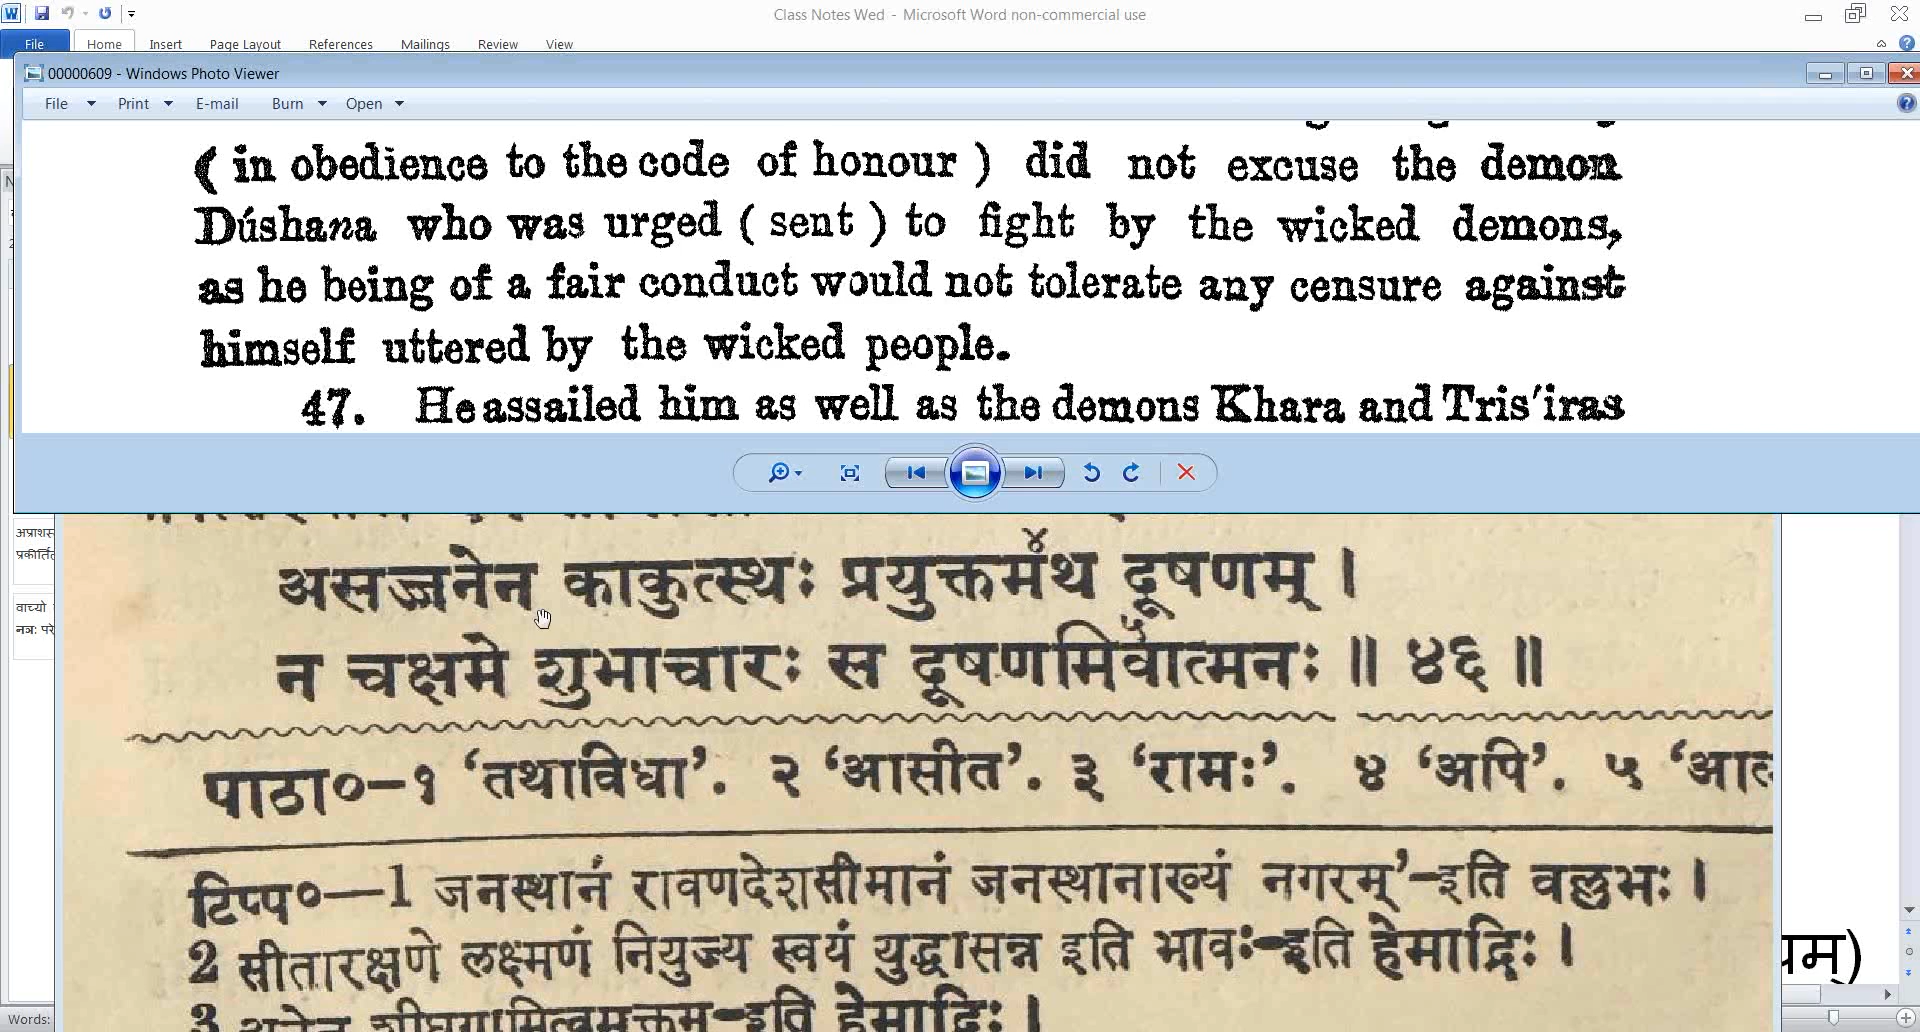 Class Notes Wed - Microsoft Word non-commercial use
File Home Insert Page Layout References Mailings Review View
00000609 - Windows Photo Viewer
File Print E-mail Burn Open
( in obedience to the code of honour ) did not excuse the demon
Dúshana who was urged ( sent ) to fight by the wicked demons,
as he being of a fair conduct would not tolerate any censure against
himself uttered by the wicked people.
47. He assailed him as well as the demons Khara and Tris'iras
असज्जनेन काकुत्स्थः प्रयुक्तमथ४ दूषणम् ।
न चक्षमे शुभाचारः स दूषणमिवा५त्मनः ॥ ४६ ॥
पाठा०–१ ‘तथाविधा’. २ ‘आसीत’. ३ ‘रामः’. ४ ‘अपि’. ५
टिप्प०—1 जनस्थानं रावणदेशसीमानं जनस्थानाख्यं नगरम्’–इति वल्लभः ।
2 सीतारक्षणे लक्ष्मणं नियुज्य स्वयं युद्धासन्न इति भावः–इति हेमाद्रिः ।
3 हेमाद्रिः ।
Words: